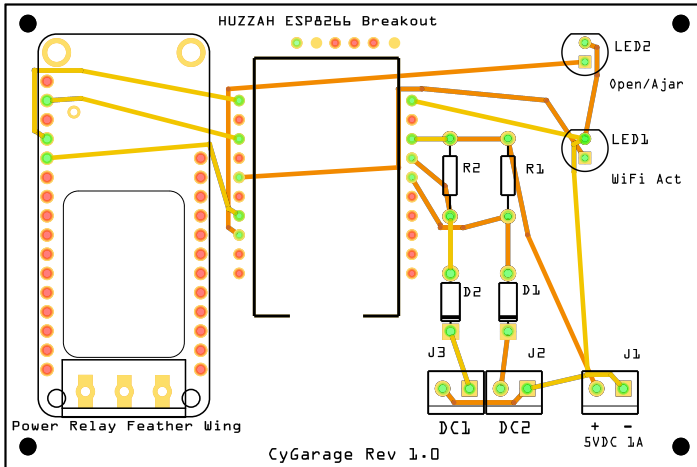 HUZZAH ESP8266 Breakout
LED2
Open/Ajar
LED1
WiFi Act
R2
R1
D2
D1
J3
J2
J1
DC1
DC2
+ -
5VDC 1A
Power Relay Feather Wing
CyGarage Rev 1.0